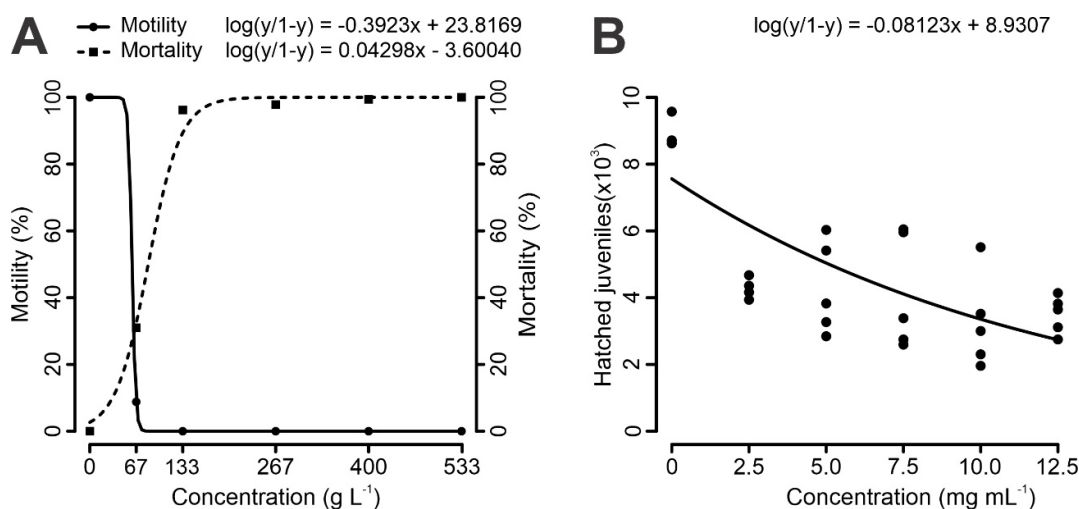 A
Motility log(y/1-y) = -0.3923x + 23.8169
Mortality log(y/1-y) = 0.04298x - 3.60040
Motility (%)
100
80
60
40
20
0
Mortality (%)
100
80
60
40
20
0
0 67 133 267 400 533
Concentration (g L⁻¹)
B
log(y/1-y) = -0.08123x + 8.9307
Hatched juveniles(x10³)
10
8
6
4
2
0
0 2.5 5.0 7.5 10.0 12.5
Concentration (mg mL⁻¹)